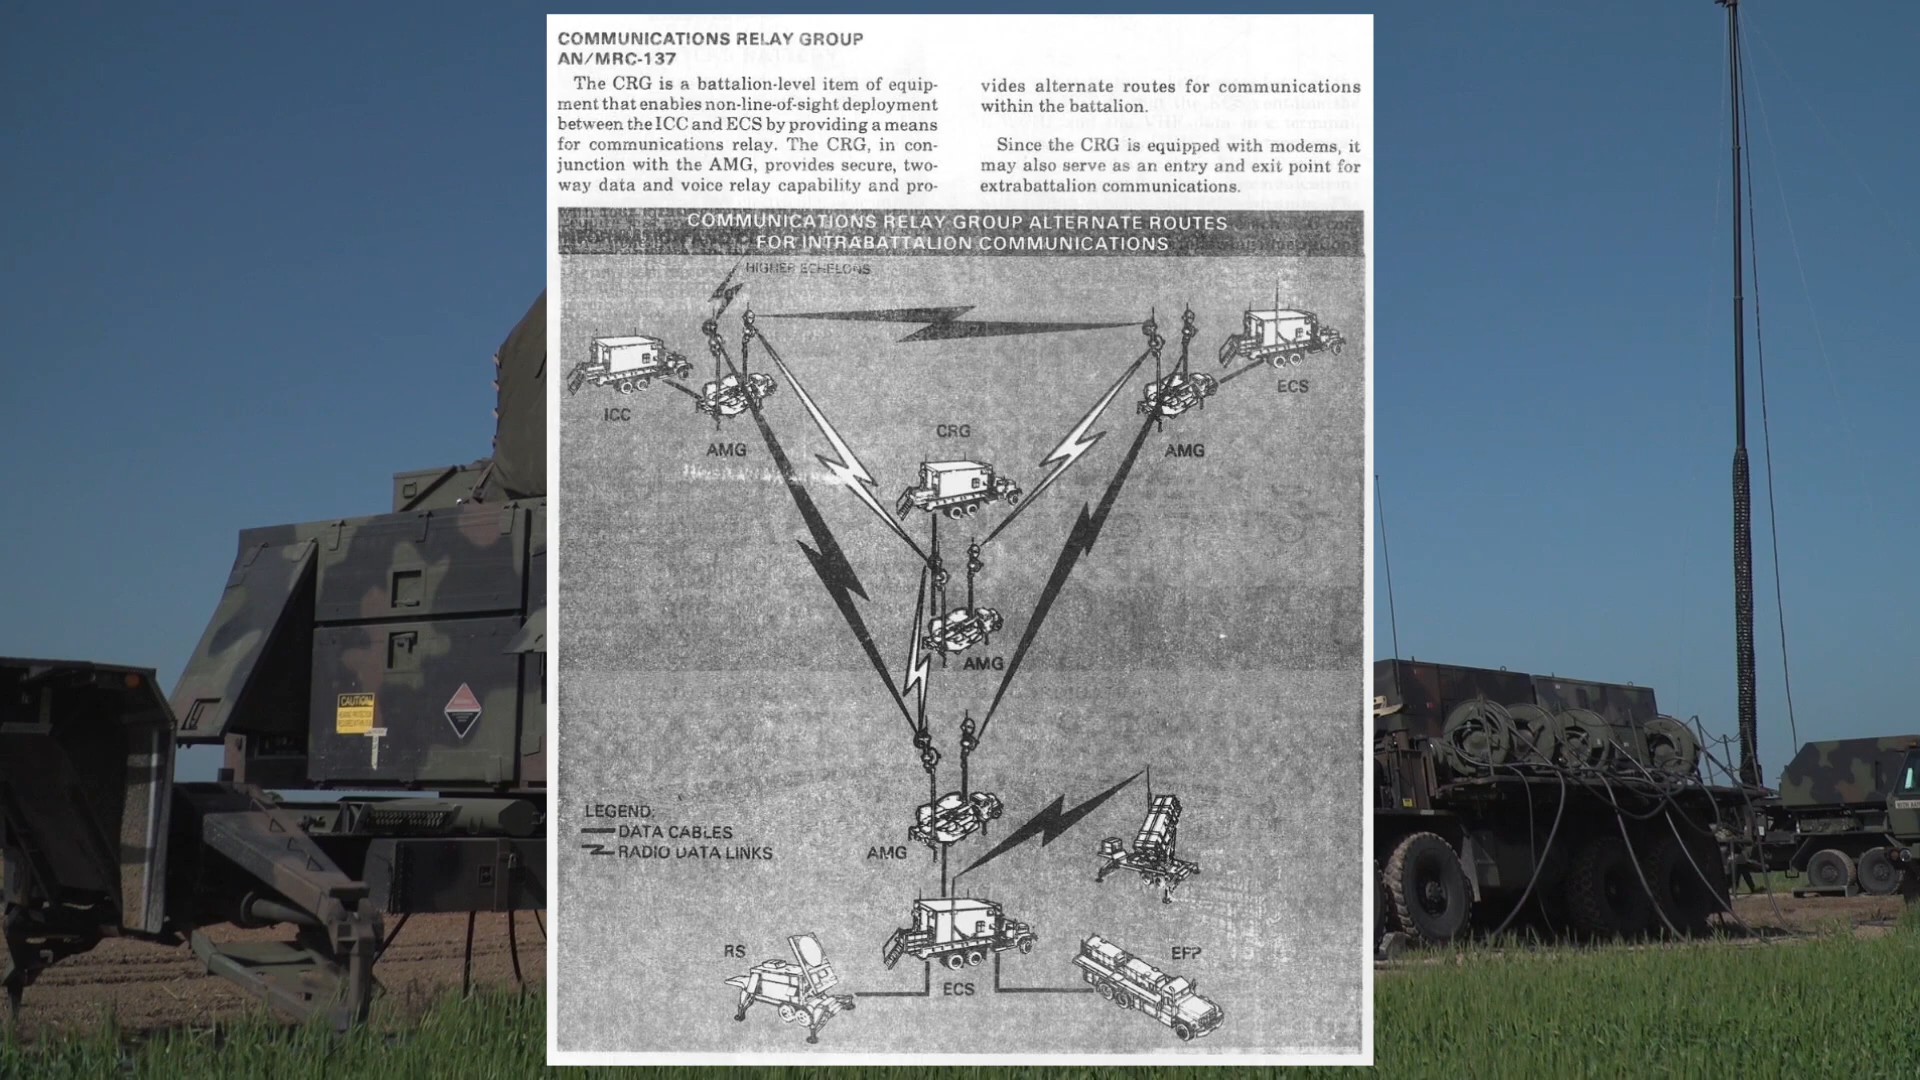 COMMUNICATIONS RELAY GROUP
AN/MRC-137
The CRG is a battalion-level item of equip-
ment that enables non-line-of-sight deployment
between the ICC and ECS by providing a means
for communications relay. The CRG, in con-
junction with the AMG, provides secure, two-
way data and voice relay capability and pro-
vides alternate routes for communications
within the battalion.
Since the CRG is equipped with modems, it
may also serve as an entry and exit point for
extrabattalion communications.
COMMUNICATIONS RELAY GROUP ALTERNATE ROUTES
FOR INTRABATTALION COMMUNICATIONS
HIGHER ECHELONS
ICC
AMG
CRG
ECS
AMG
AMG
LEGEND:
DATA CABLES
RADIO DATA LINKS
AMG
RS
ECS
EPP
CAUTION